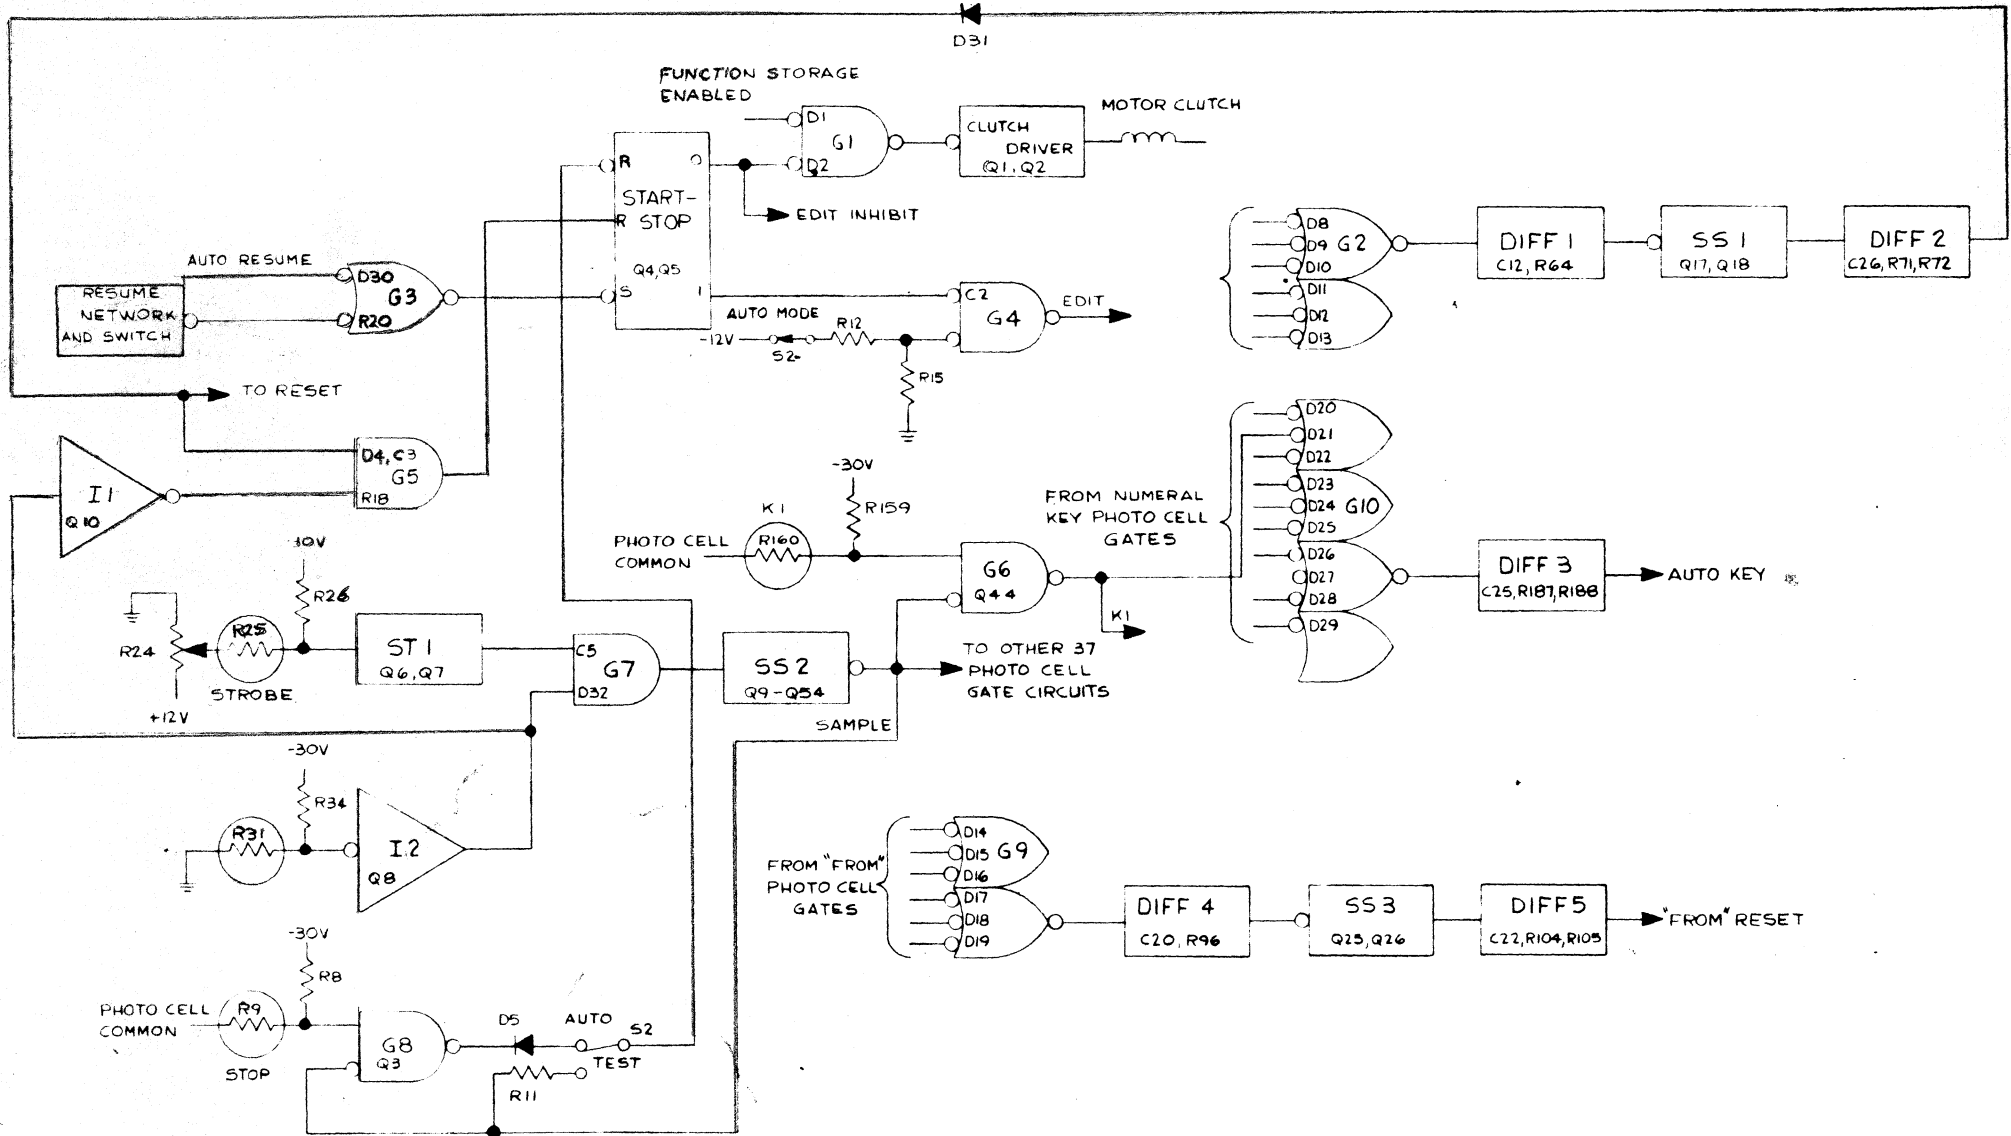 D31
FUNCTION STORAGE
ENABLED
D1
G1
D2
CLUTCH
DRIVER
Q1, Q2
MOTOR CLUTCH
R
O
START-
STOP
R
Q4,Q5
S
1
EDIT INHIBIT
AUTO RESUME
RESUME
NETWORK
AND SWITCH
D30
G3
R20
AUTO MODE
-12V
S2
R12
R15
C2
G4
EDIT
D8
D9
G2
D10
D11
D12
D13
DIFF 1
C12, R64
SS 1
Q17, Q18
DIFF 2
C26, R71, R72
TO RESET
D4, C3
G5
R18
I1
Q10
-30V
R159
K1
PHOTO CELL
COMMON
R160
G6
Q44
K1
FROM NUMERAL
KEY PHOTO CELL
GATES
D20
D21
D22
D23
D24
G10
D25
D26
D27
D28
D29
DIFF 3
C25, R187, R188
AUTO KEY
R26
R24
R25
STROBE
+12V
ST 1
Q6, Q7
C5
G7
D32
SS 2
Q9-Q54
TO OTHER 37
PHOTO CELL
GATE CIRCUITS
SAMPLE
-30V
R34
R31
I2
Q8
-30V
R8
PHOTO CELL
COMMON
R9
STOP
G8
Q3
D5
AUTO
S2
TEST
R11
FROM "FROM"
PHOTO CELL
GATES
D14
D15
G9
D16
D17
D18
D19
DIFF 4
C20, R96
SS3
Q25, Q26
DIFF5
C22, R104, R105
"FROM" RESET